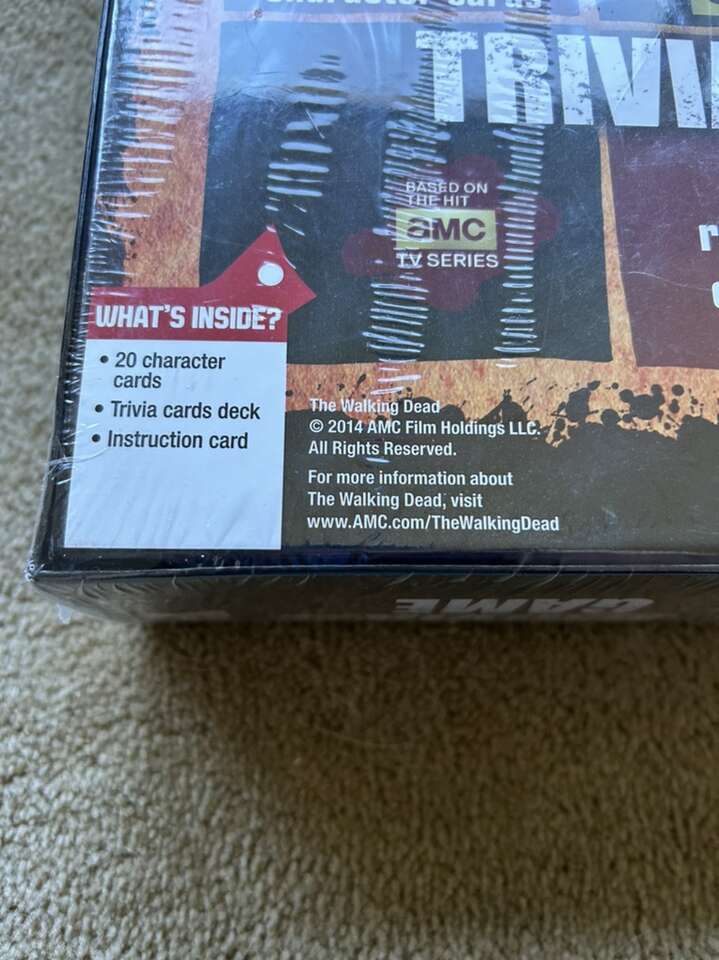 TRIVI
BASED ON
THE HIT
aMC
TV SERIES
WHAT'S INSIDE?
• 20 character
cards
• Trivia cards deck
• Instruction card
The Walking Dead
© 2014 AMC Film Holdings LLC.
All Rights Reserved.
For more information about
The Walking Dead, visit
www.AMC.com/TheWalkingDead
GAME